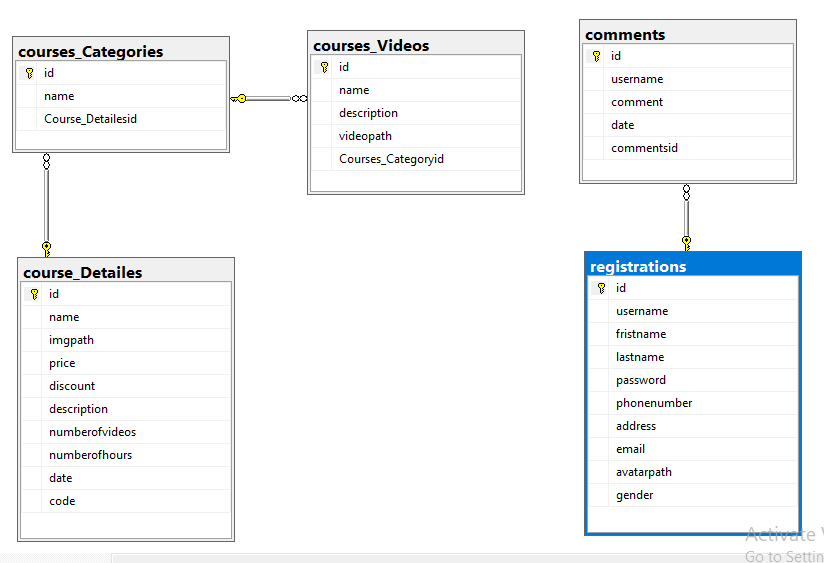 courses_Categories
id
name
Course_Detailesid
courses_Videos
id
name
description
videopath
Courses_Categoryid
comments
id
username
comment
date
commentsid
course_Detailes
id
name
imgpath
price
discount
description
numberofvideos
numberofhours
date
code
registrations
id
username
fristname
lastname
password
phonenumber
address
email
avatarpath
gender
Activate
Go to Settin